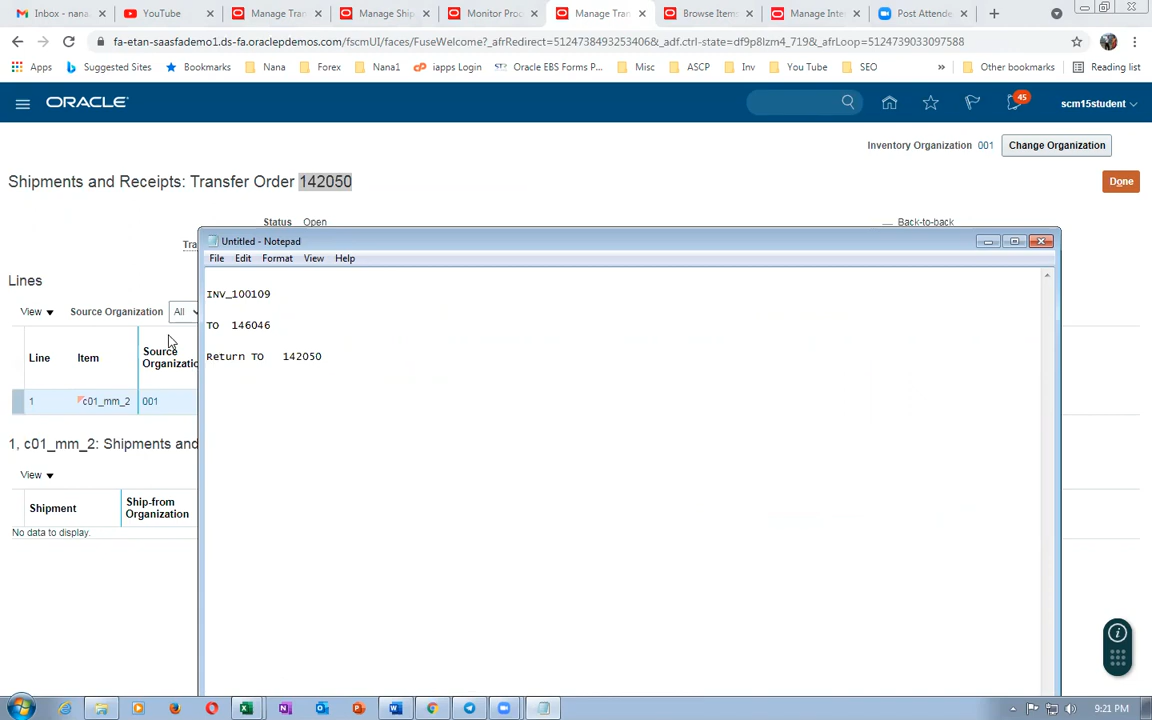 Inbox - nana.
YouTube
Manage Tran
Manage Ship
Monitor Proc
Manage Tran
Browse Items
Manage Inte
Post Attende
fa-etan-saasfademo1.ds-fa.oraclepdemos.com/fscmUI/faces/FuseWelcome?_afrRedirect=5124738493253406&_adf.ctrl-state=df9p8lzm4_719&_afrLoop=5124739033097588
Apps
Suggested Sites
Bookmarks
Nana
Forex
Nana1
iapps Login
Oracle EBS Forms P...
Misc
ASCP
Inv
You Tube
SEO
»
Other bookmarks
Reading list
ORACLE
45
scm15student
Inventory Organization 001
Change Organization
Shipments and Receipts: Transfer Order 142050
Done
Status Open
Back-to-back
Tra
Untitled - Notepad
File Edit Format View Help
INV_100109
TO 146046
Return TO 142050
Lines
View
Source Organization
All
Line
Item
Source
Organizatio
1
c01_mm_2
001
1, c01_mm_2: Shipments and
View
Shipment
Ship-from
Organization
No data to display.
9:21 PM